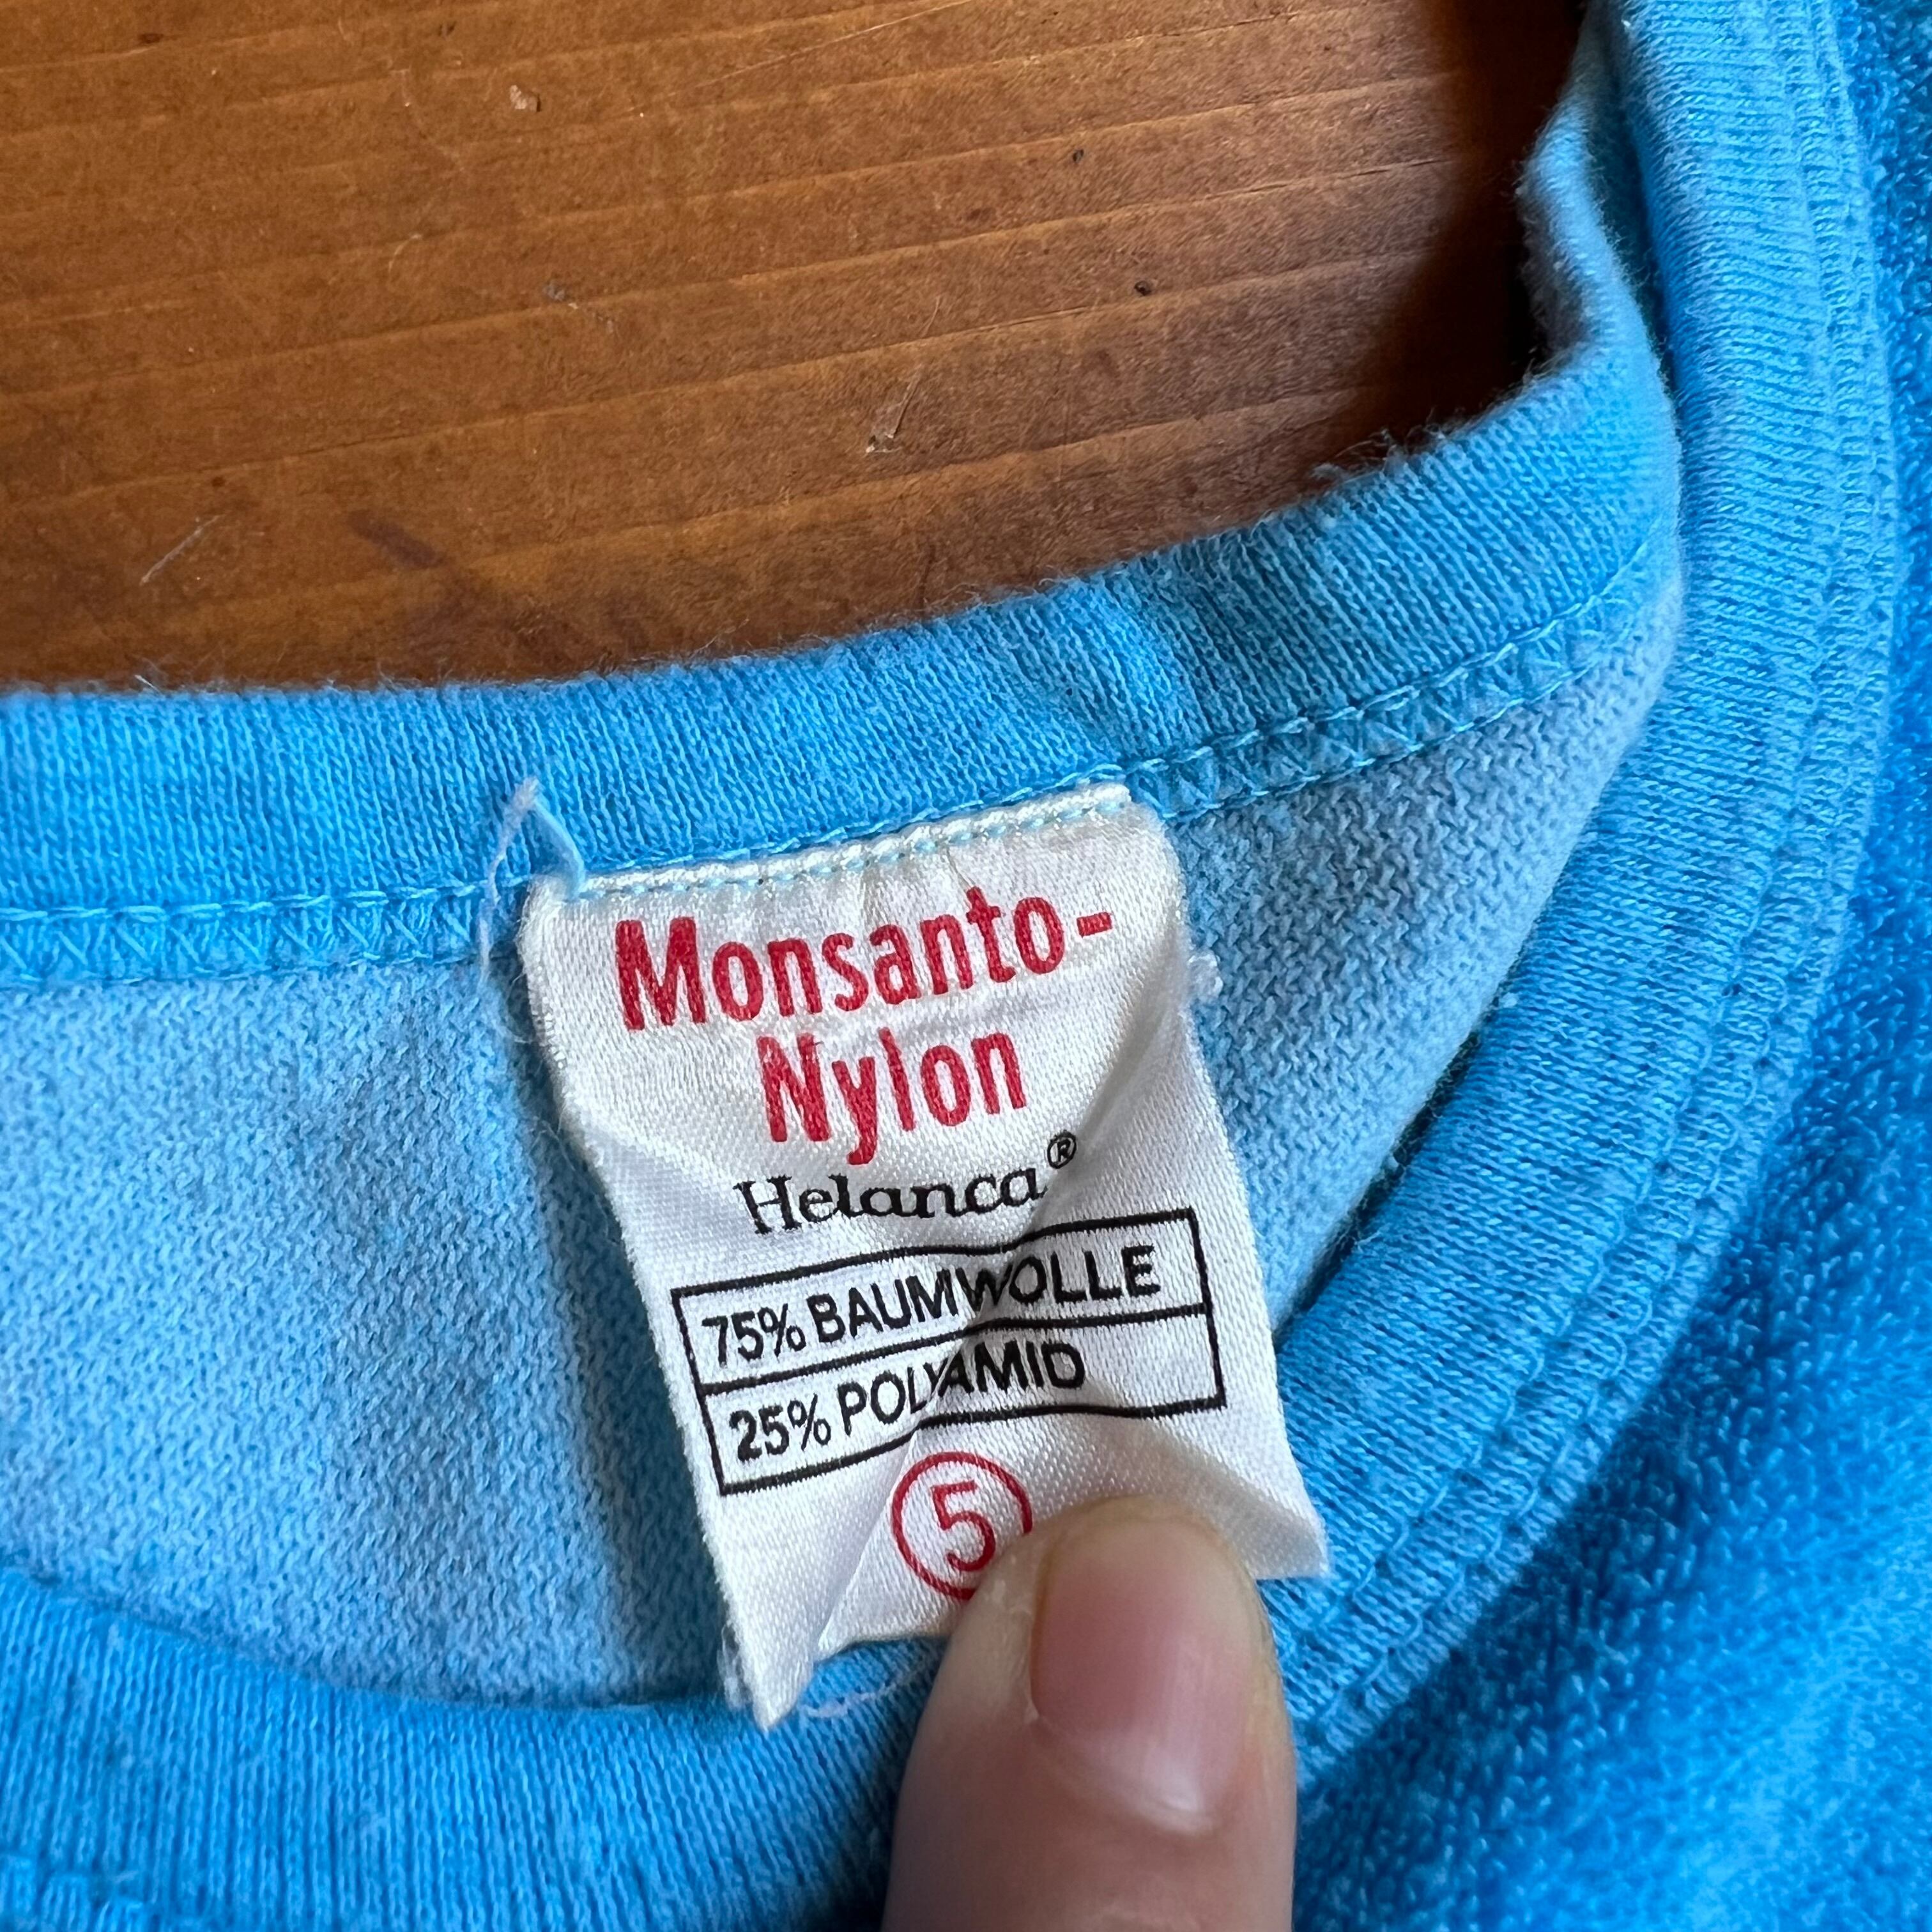 Monsanto-
Nylon
Helanca®
75% BAUMWOLLE
25% POLYAMID
5